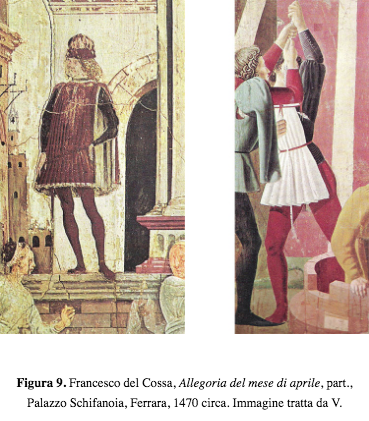 Figura 9. Francesco del Cossa, Allegoria del mese di aprile, part.,
Palazzo Schifanoia, Ferrara, 1470 circa. Immagine tratta da V.